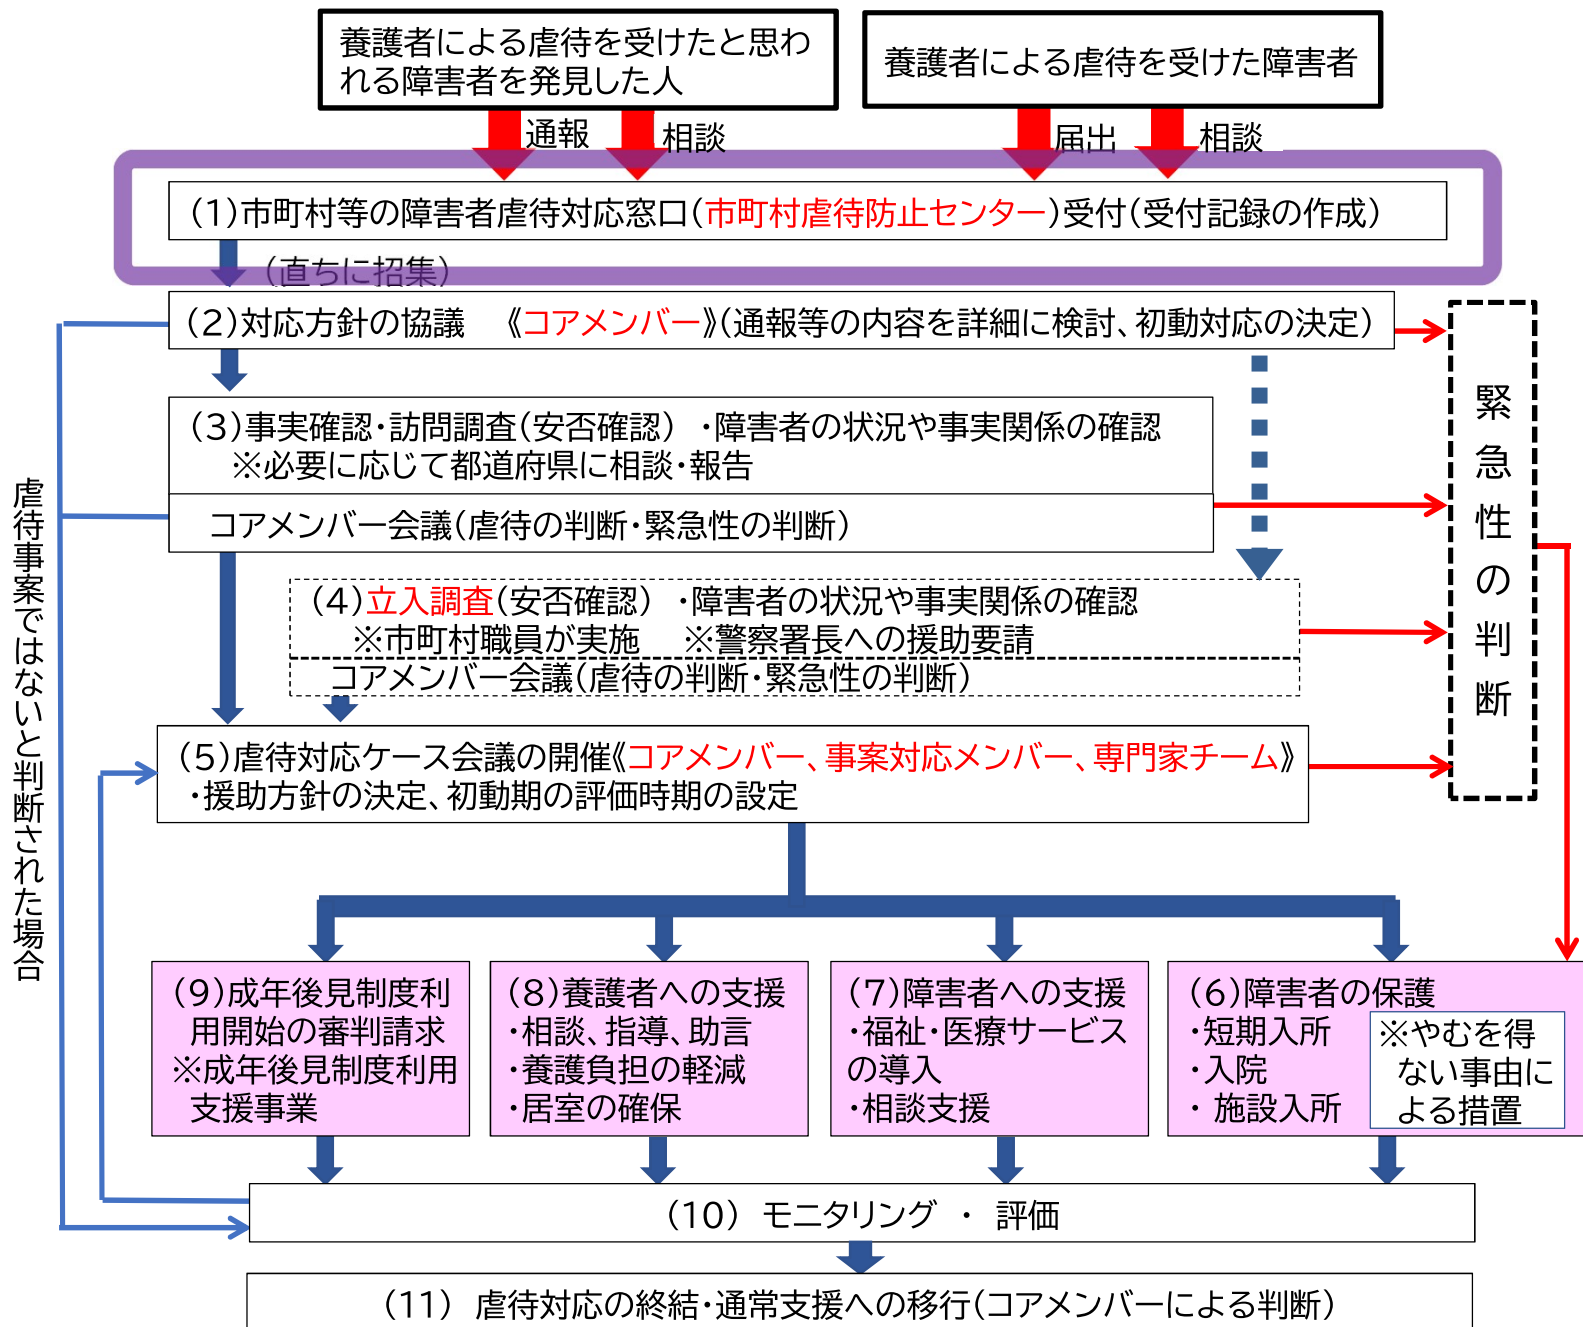 養護者による虐待を受けたと思わ
れる障害者を発見した人
養護者による虐待を受けた障害者
通報
相談
届出
相談
(1)市町村等の障害者虐待対応窓口(市町村虐待防止センター)受付(受付記録の作成)
(直ちに招集)
(2)対応方針の協議　《コアメンバー》(通報等の内容を詳細に検討、初動対応の決定)
(3)事実確認・訪問調査(安否確認)　・障害者の状況や事実関係の確認
※必要に応じて都道府県に相談・報告
コアメンバー会議(虐待の判断・緊急性の判断)
(4)立入調査(安否確認)　・障害者の状況や事実関係の確認
※市町村職員が実施　※警察署長への援助要請
コアメンバー会議(虐待の判断・緊急性の判断)
緊急性の判断
虐待事案ではないと判断された場合
(5)虐待対応ケース会議の開催《コアメンバー、事案対応メンバー、専門家チーム》
・援助方針の決定、初動期の評価時期の設定
(9)成年後見制度利
用開始の審判請求
※成年後見制度利用
支援事業
(8)養護者への支援
・相談、指導、助言
・養護負担の軽減
・居室の確保
(7)障害者への支援
・福祉・医療サービス
の導入
・相談支援
(6)障害者の保護
・短期入所
・入院
・ 施設入所
※やむを得
ない事由に
よる措置
(10)　モニタリング　・　評価
(11)　虐待対応の終結・通常支援への移行(コアメンバーによる判断)